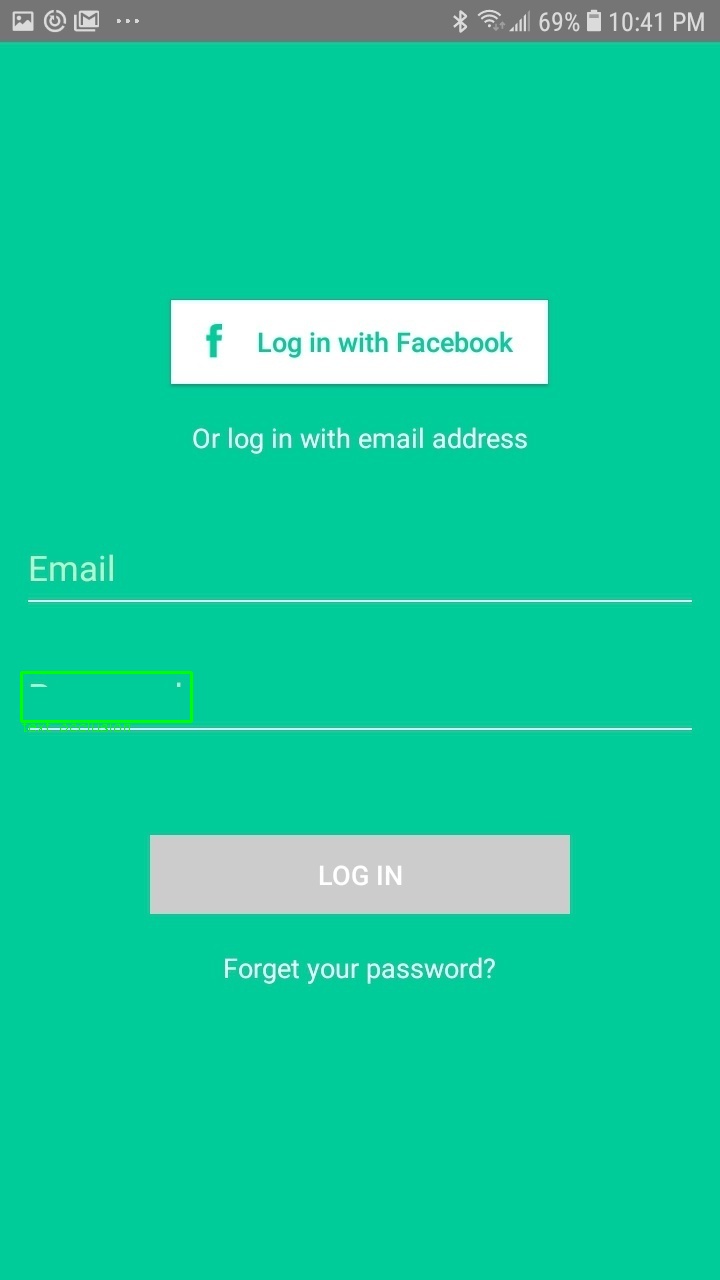 69% 10:41 PM
f Log in with Facebook
Or log in with email address
Email
LOG IN
Forget your password?